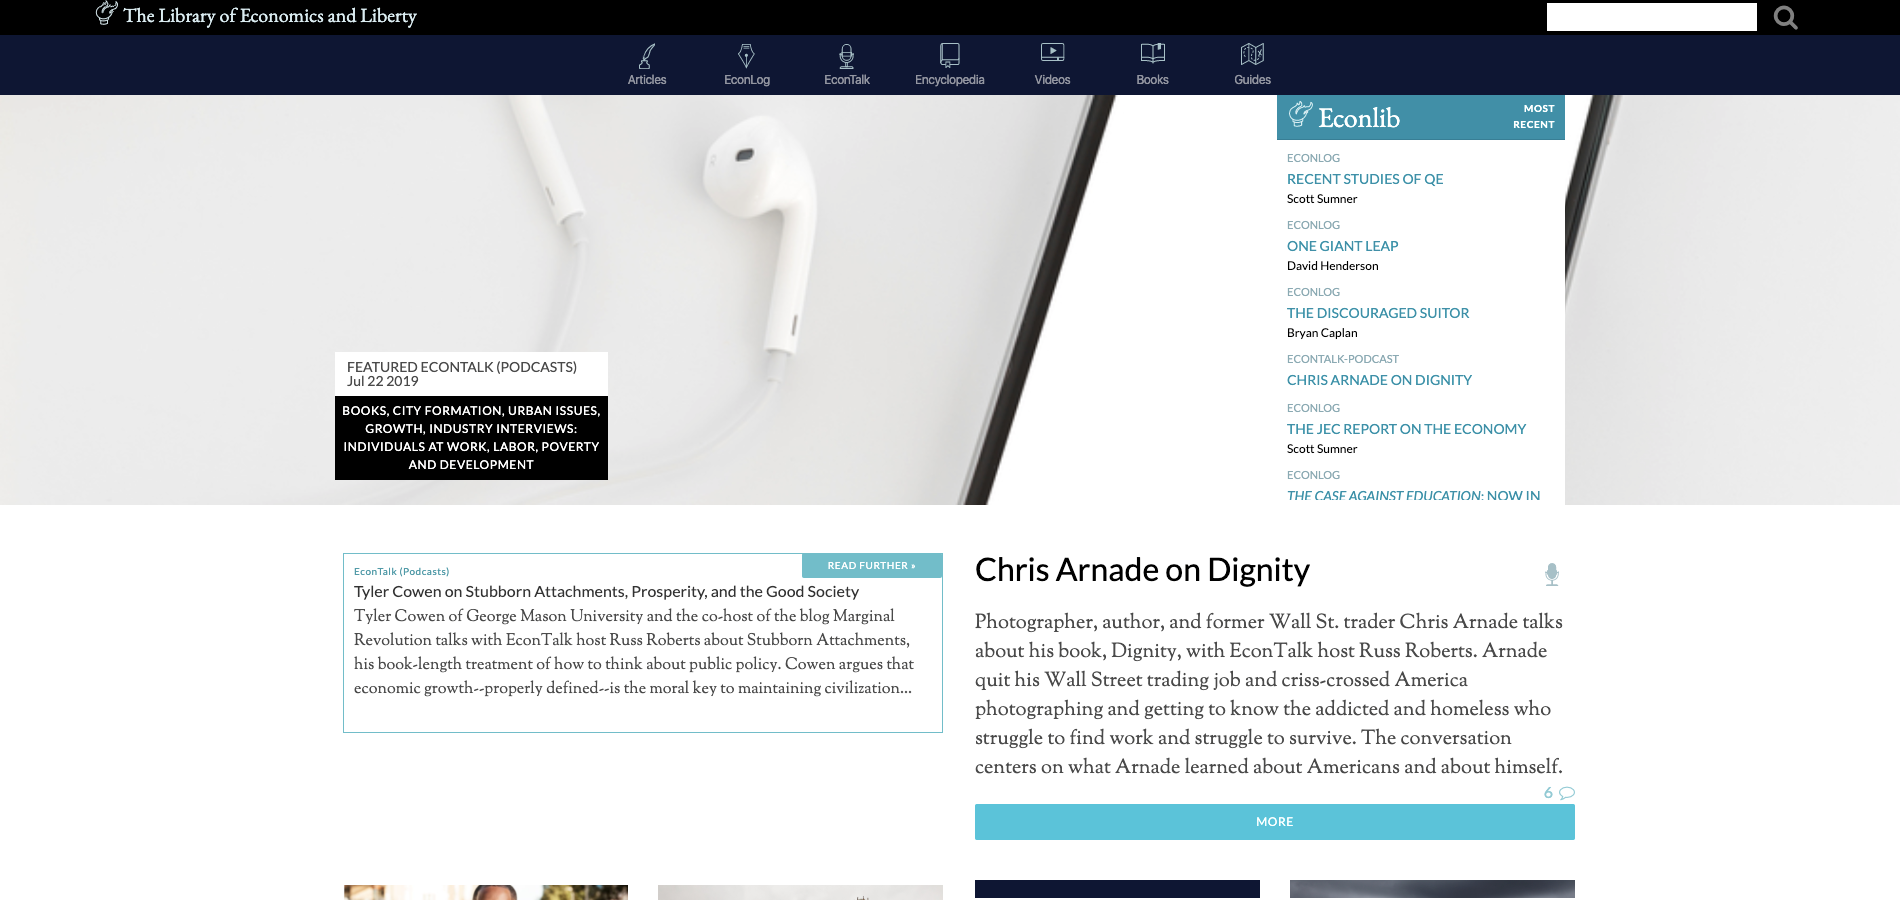 The Library of Economics and Liberty
Articles
EconLog
EconTalk
Encyclopedia
Videos
Books
Guides
Econlib
MOST
RECENT
ECONLOG
RECENT STUDIES OF QE
Scott Sumner
ECONLOG
ONE GIANT LEAP
David Henderson
ECONLOG
THE DISCOURAGED SUITOR
Bryan Caplan
ECONTALK-PODCAST
CHRIS ARNADE ON DIGNITY
ECONLOG
THE JEC REPORT ON THE ECONOMY
Scott Sumner
ECONLOG
THE CASE AGAINST EDUCATION: NOW IN
FEATURED ECONTALK (PODCASTS)
Jul 22 2019
BOOKS, CITY FORMATION, URBAN ISSUES,
GROWTH, INDUSTRY INTERVIEWS:
INDIVIDUALS AT WORK, LABOR, POVERTY
AND DEVELOPMENT
READ FURTHER »
EconTalk (Podcasts)
Tyler Cowen on Stubborn Attachments, Prosperity, and the Good Society
Tyler Cowen of George Mason University and the co-host of the blog Marginal
Revolution talks with EconTalk host Russ Roberts about Stubborn Attachments,
his book-length treatment of how to think about public policy. Cowen argues that
economic growth--properly defined--is the moral key to maintaining civilization...
Chris Arnade on Dignity
Photographer, author, and former Wall St. trader Chris Arnade talks
about his book, Dignity, with EconTalk host Russ Roberts. Arnade
quit his Wall Street trading job and criss-crossed America
photographing and getting to know the addicted and homeless who
struggle to find work and struggle to survive. The conversation
centers on what Arnade learned about Americans and about himself.
6
MORE